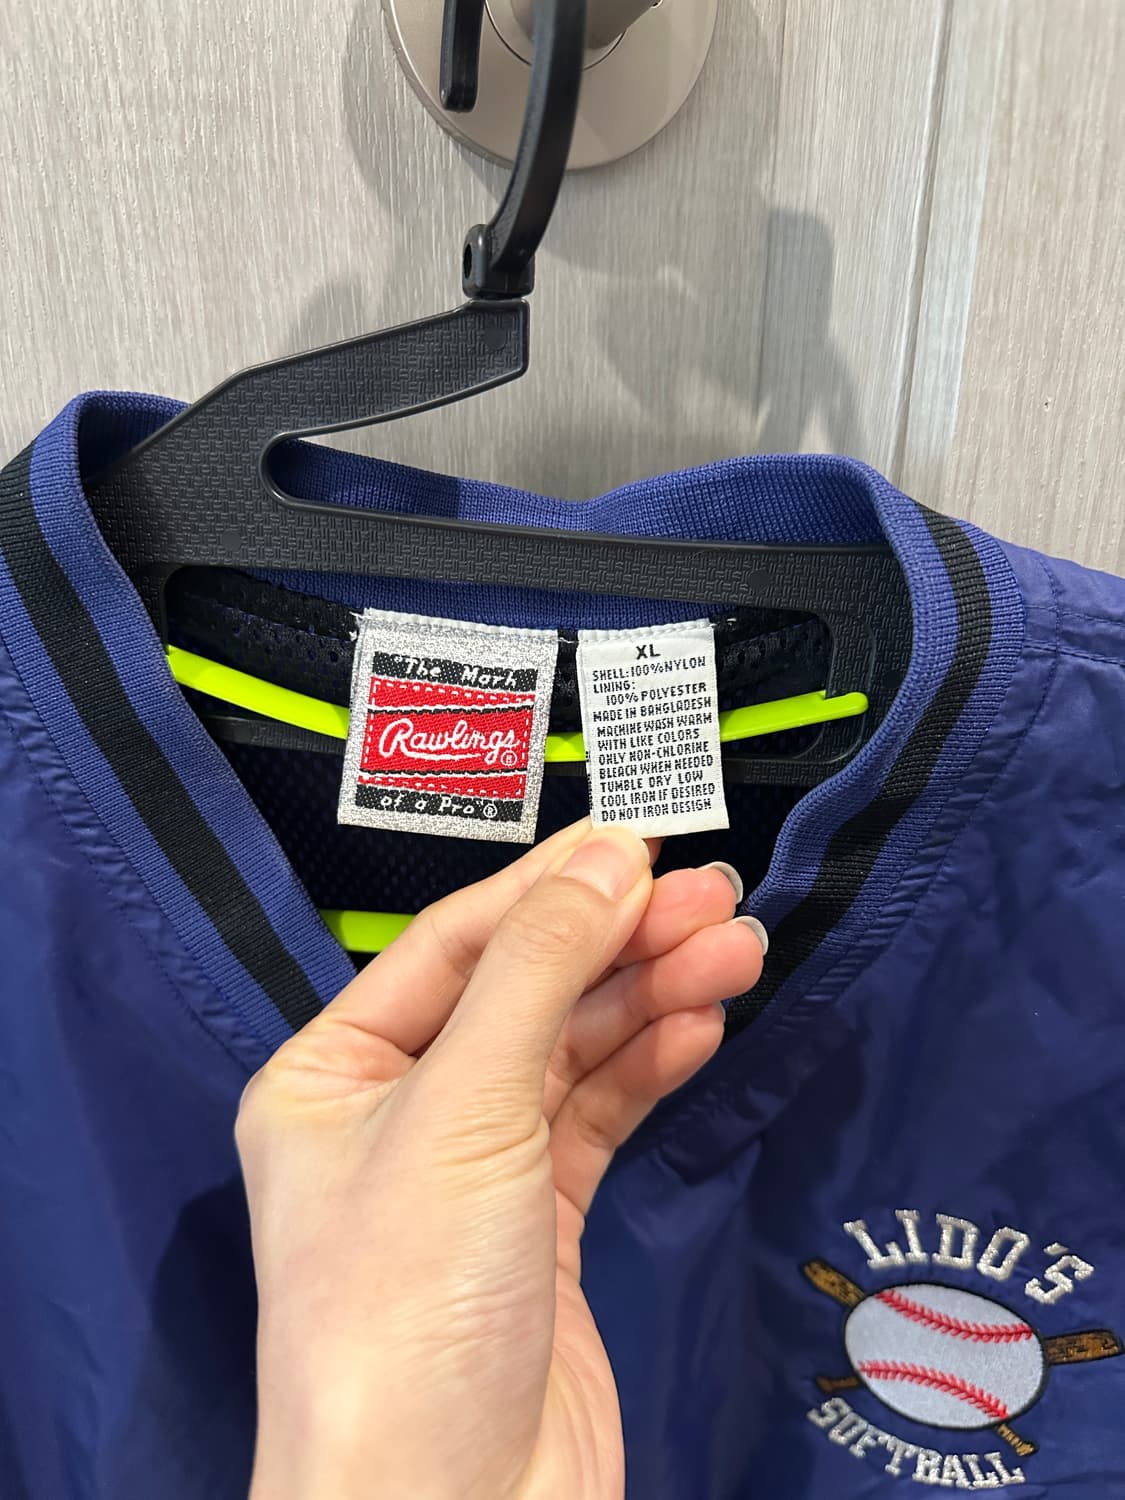 "The Mark
Rawlings®
of a Pro®
XL
SHELL:100%NYLON
LINING:
100% POLYESTER
MADE IN BANGLADESH
MACHINE WASH WARM
WITH LIKE COLORS
ONLY NON-CHLORINE
BLEACH WHEN NEEDED
TUMBLE DRY LOW
COOL IRON IF DESIRED
DO NOT IRON DESIGN
LIDO'S
SOFTBALL